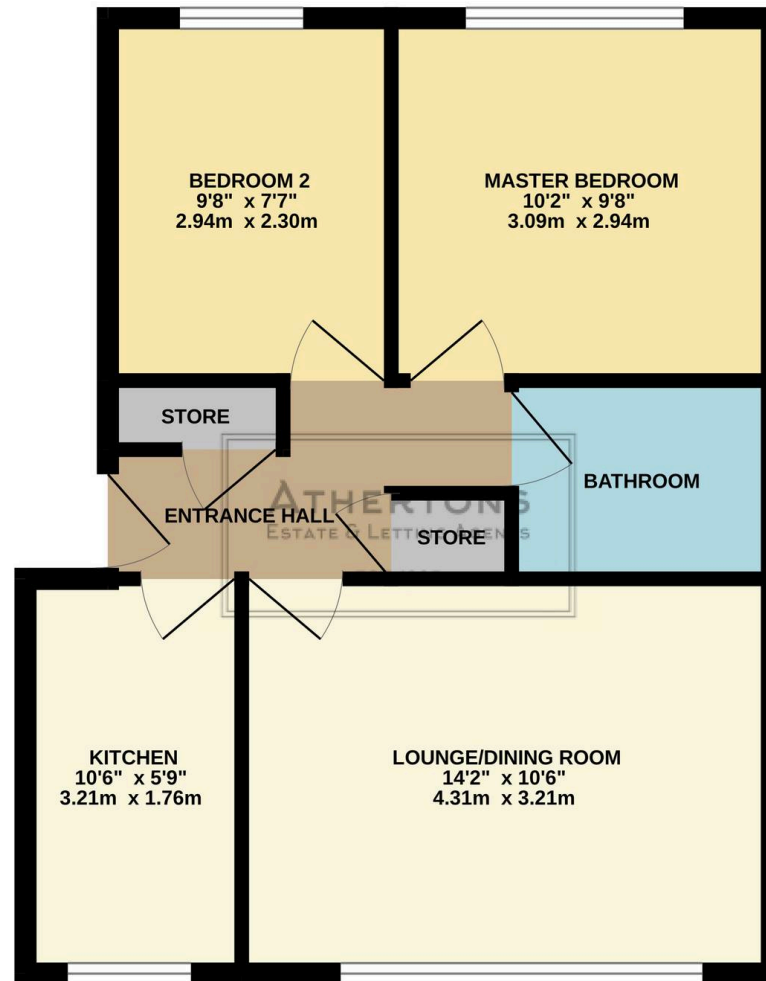 BEDROOM 2
9'8" x 7'7"
2.94m x 2.30m
MASTER BEDROOM
10'2" x 9'8"
3.09m x 2.94m
STORE
BATHROOM
ATHERTONS
ESTATE & LETTING AGENTS
ENTRANCE HALL
STORE
KITCHEN
10'6" x 5'9"
3.21m x 1.76m
LOUNGE/DINING ROOM
14'2" x 10'6"
4.31m x 3.21m